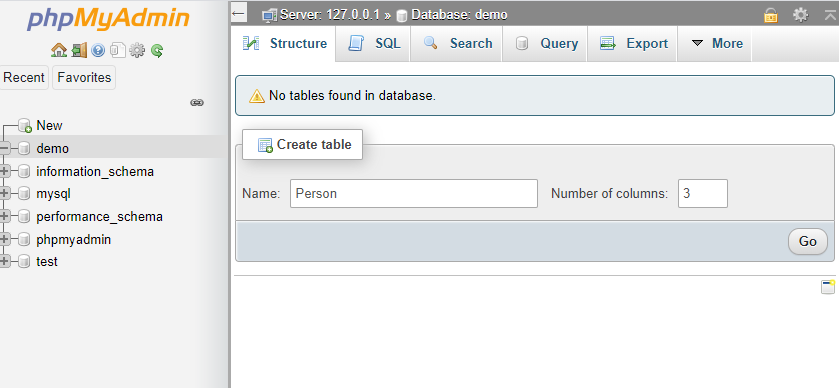 phpMyAdmin
Recent Favorites
New
demo
information_schema
mysql
performance_schema
phpmyadmin
test
Server: 127.0.0.1 » Database: demo
Structure SQL Search Query Export More
No tables found in database.
Create table
Name: Person Number of columns: 3
Go